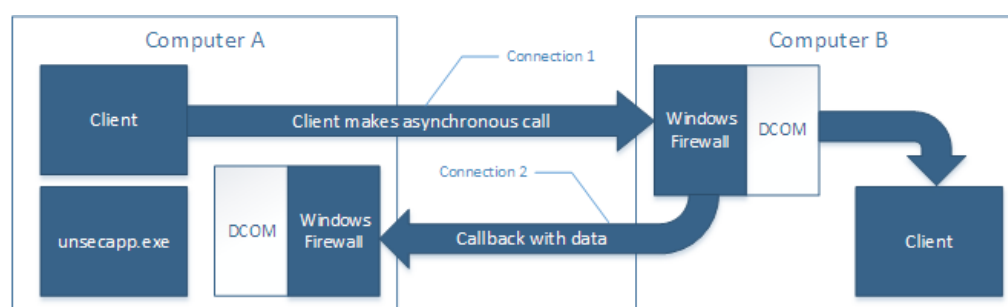 Computer A
Computer B
Connection 1
Client
Client makes asynchronous call
Windows
Firewall
DCOM
Connection 2
unsecapp.exe
DCOM
Windows
Firewall
Callback with data
Client